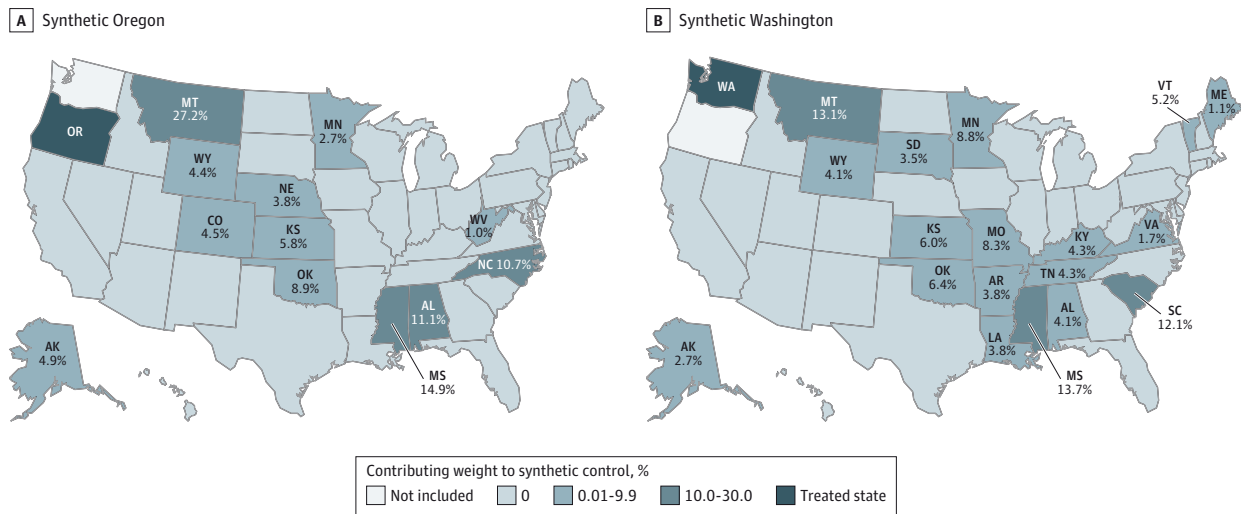 A Synthetic Oregon
MT
27.2%
OR
MN
2.7%
WY
4.4%
NE
3.8%
CO
4.5%
KS
5.8%
WV
1.0%
NC 10.7%
OK
8.9%
AL
11.1%
AK
4.9%
MS
14.9%
B Synthetic Washington
WA
VT
5.2%
ME
1.1%
MT
13.1%
MN
8.8%
SD
3.5%
WY
4.1%
VA
1.7%
KS
6.0%
MO
8.3%
KY
4.3%
TN 4.3%
OK
6.4%
AR
3.8%
AL
4.1%
SC
12.1%
LA
3.8%
AK
2.7%
MS
13.7%
Contributing weight to synthetic control, %
Not included 0 0.01-9.9 10.0-30.0 Treated state